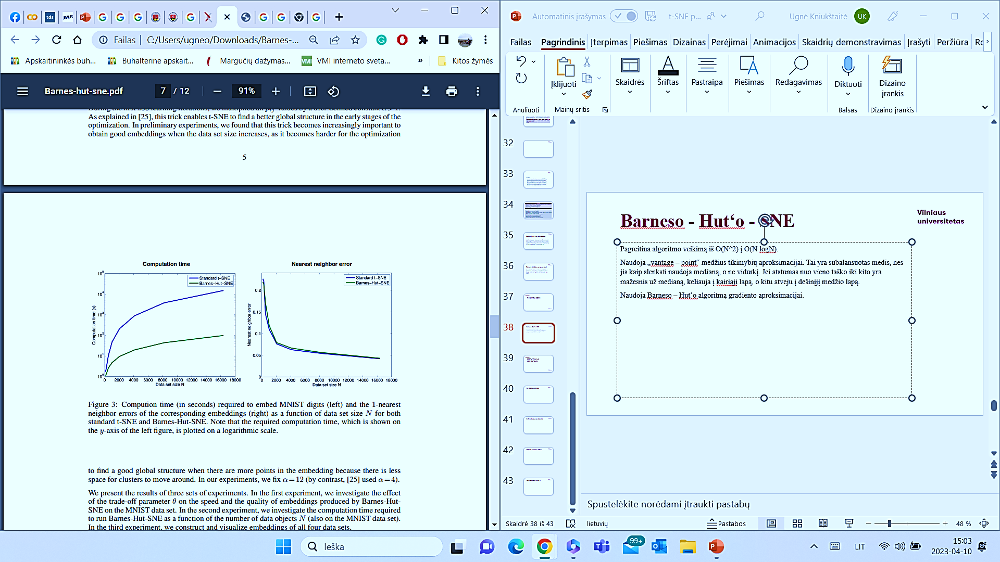 Failas
C:/Users/ugneo/Downloads/Barnes-...
Apskaitininkės buh...
Buhalterine apskait...
Margučių dažymas...
VMI interneto sveta...
»
Kitos žymės
Barnes-hut-sne.pdf
7 / 12
91%
As explained in [25], this trick enables t-SNE to find a better global structure in the early stages of the
optimization. In preliminary experiments, we found that this trick becomes increasingly important to
obtain good embeddings when the data set size increases, as it becomes harder for the optimization
5
Computation time
Standard t-SNE
Barnes-Hut-SNE
Computation time (s)
10^5
10^4
10^3
10^2
10^1
10^0
0 2000 4000 6000 8000 10000 12000 14000 16000 18000
Data set size N
Nearest neighbor error
Standard t-SNE
Barnes-Hut-SNE
Nearest neighbor error
0.2
0.15
0.1
0.05
0
0 2000 4000 6000 8000 10000 12000 14000 16000 18000
Data set size N
Figure 3: Compution time (in seconds) required to embed MNIST digits (left) and the 1-nearest
neighbor errors of the corresponding embeddings (right) as a function of data set size N for both
standard t-SNE and Barnes-Hut-SNE. Note that the required computation time, which is shown on
the y-axis of the left figure, is plotted on a logarithmic scale.
to find a good global structure when there are more points in the embedding because there is less
space for clusters to move around. In our experiments, we fix α=12 (by contrast, [25] used α=4).
We present the results of three sets of experiments. In the first experiment, we investigate the effect
of the trade-off parameter θ on the speed and the quality of embeddings produced by Barnes-Hut-
SNE on the MNIST data set. In the second experiment, we investigate the computation time required
to run Barnes-Hut-SNE as a function of the number of data objects N (also on the MNIST data set).
In the third experiment, we construct and visualize embeddings of all four data sets.
Automatinis įrašymas
t-SNE p...
Ugnė Kniukštaitė
UK
Failas Pagrindinis Įterpimas Piešimas Dizainas Perėjimai Animacijos Skaidrių demonstravimas Įrašyti Peržiūra
Įklijuoti
Skaidrės
Šriftas
Pastraipa
Piešimas
Redagavimas
Diktuoti
Dizaino
įrankis
Anuliuoti
Mainų sritis
Balsas
Dizaino įrankis
32
33
34
35
36
37
38
39
40
41
42
43
Barneso - Hut‘o - sNE
Vilniaus
universitetas
Pagreitina algoritmo veikimą iš O(N^2) į O(N logN).
Naudoja „vantage – point“ medžius tikimybių aproksimacijai. Tai yra subalansuotas medis, nes
jis kaip slenksti naudoja medianą, o ne vidurkį. Jei atstumas nuo vieno taško iki kito yra
mažesnis už medianą, keliauja į kairiajį lapą, o kitu atveju į dešinįjį medžio lapą.
Naudoja Barneso – Hut‘o algoritmą gradiento aproksimacijai.
Spustelėkite norėdami įtraukti pastabų
Skaidrė 38 iš 43
lietuvių
Pastabos
48 %
Ieška
99+
LIT
15:03
2023-04-10